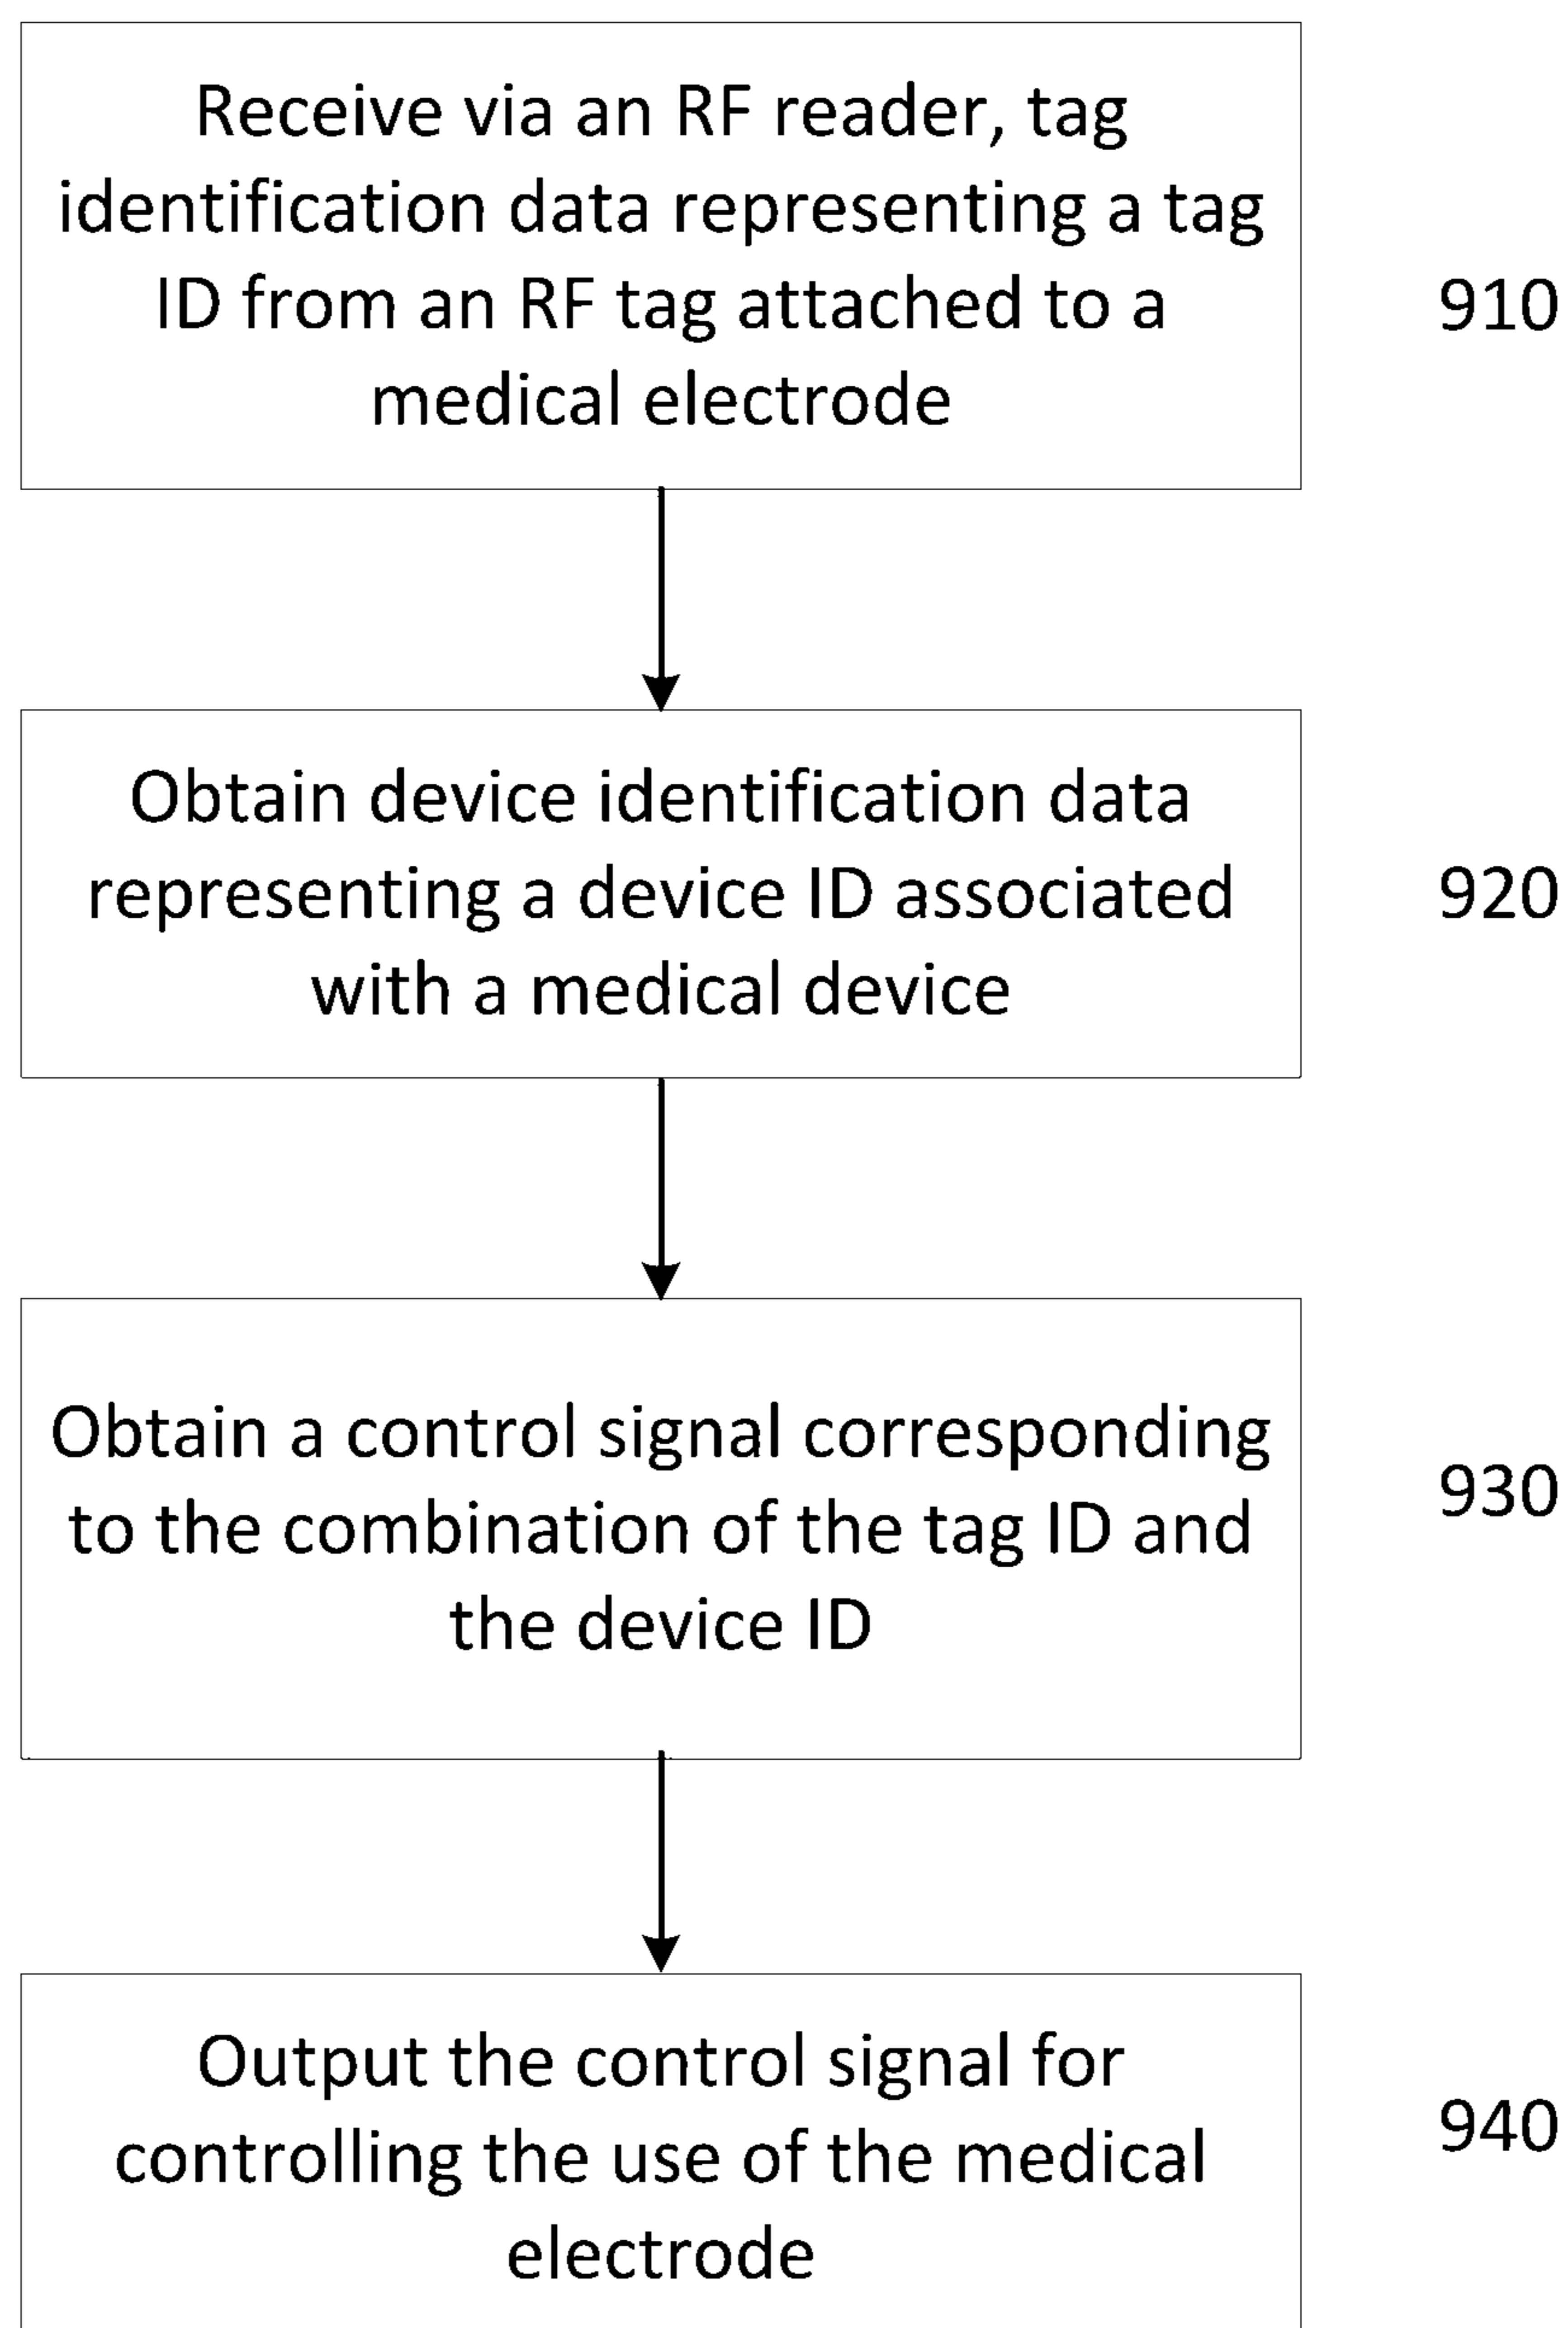 Receive via an RF reader, tag
identification data representing a tag
ID from an RF tag attached to a
medical electrode
910
Obtain device identification data
representing a device ID associated
with a medical device
920
Obtain a control signal corresponding
to the combination of the tag ID and
the device ID
930
Output the control signal for
controlling the use of the medical
electrode
940